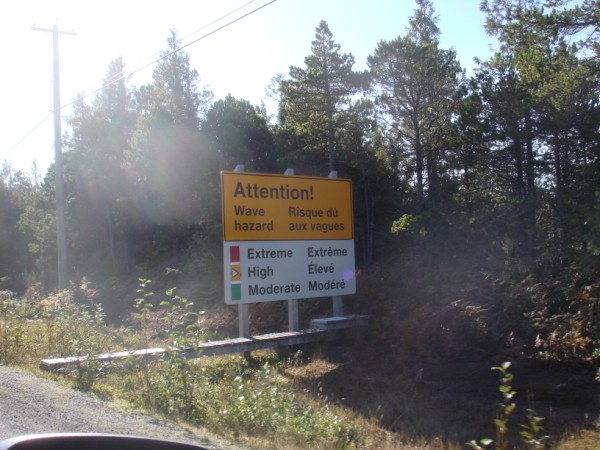 Attention!
Wave Risque dû
hazard aux vagues
Extreme Extrême
High Élevé
Moderate Modéré